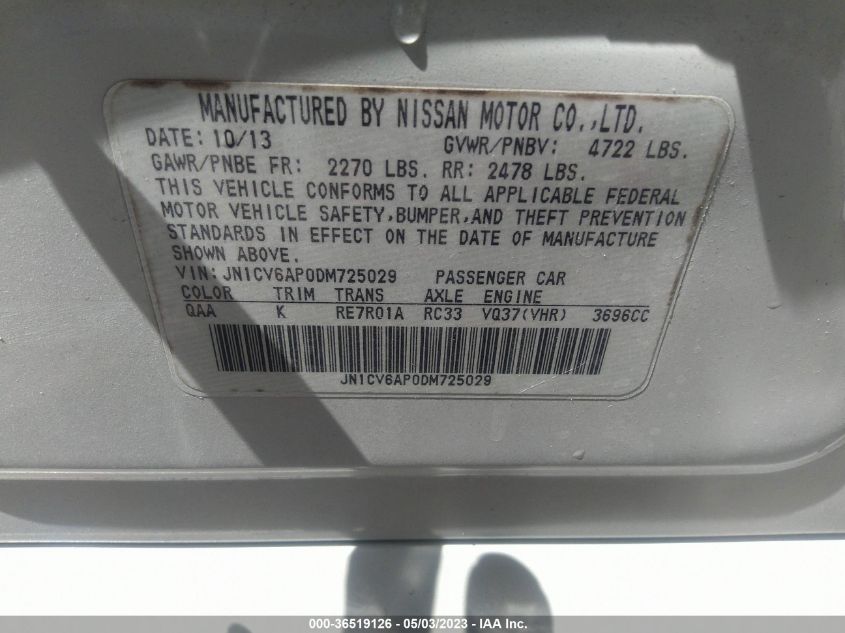 MANUFACTURED BY NISSAN MOTOR CO.,LTD.
DATE: 10/13 GVWR/PNBV: 4722 LBS.
GAWR/PNBE FR: 2270 LBS. RR: 2478 LBS.
THIS VEHICLE CONFORMS TO ALL APPLICABLE FEDERAL
MOTOR VEHICLE SAFETY,BUMPER,AND THEFT PREVENTION
STANDARDS IN EFFECT ON THE DATE OF MANUFACTURE
SHOWN ABOVE.
VIN: JN1CV6AP0DM725029 PASSENGER CAR
COLOR TRIM TRANS AXLE ENGINE
QAA K RE7R01A RC33 VQ37(VHR) 3696CC
JN1CV6AP0DM725029
000-36519126 - 05/03/2023 - IAA Inc.